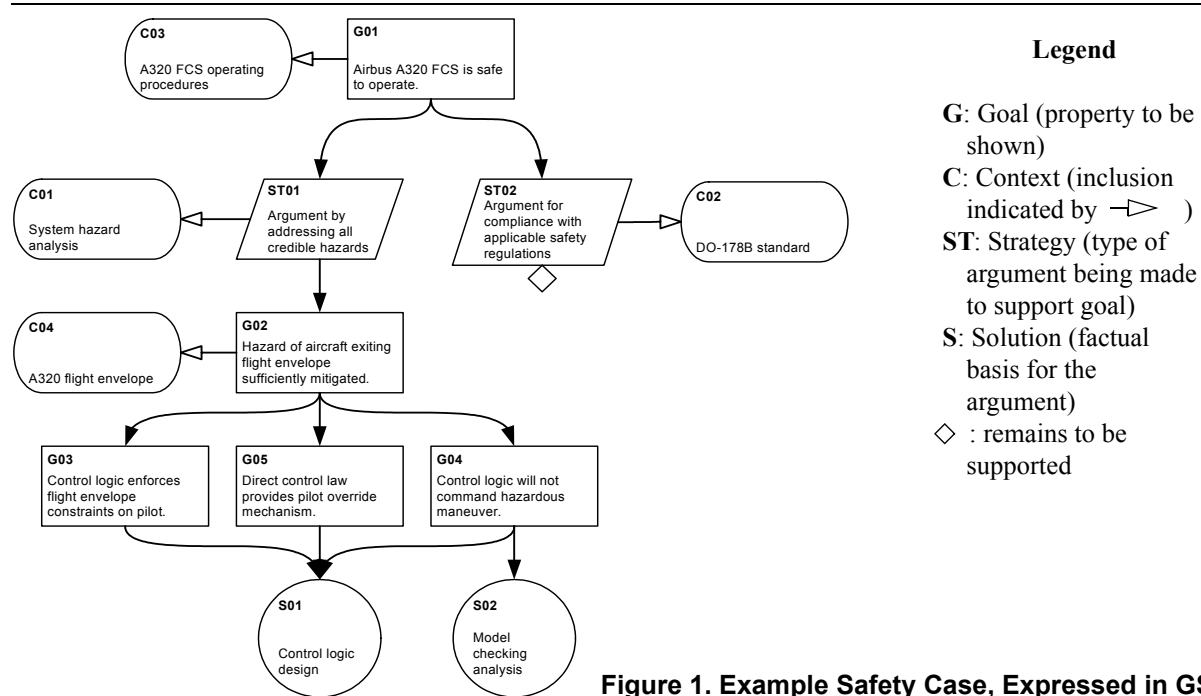 C03
A320 FCS operating
procedures
G01
Airbus A320 FCS is safe
to operate.
C01
System hazard
analysis
ST01
Argument by
addressing all
credible hazards
ST02
Argument for
compliance with
applicable safety
regulations
C02
DO-178B standard
C04
A320 flight envelope
G02
Hazard of aircraft exiting
flight envelope
sufficiently mitigated.
G03
Control logic enforces
flight envelope
constraints on pilot.
G05
Direct control law
provides pilot override
mechanism.
G04
Control logic will not
command hazardous
maneuver.
S01
Control logic
design
S02
Model
checking
analysis
Legend
G: Goal (property to be
shown)
C: Context (inclusion
indicated by )
ST: Strategy (type of
argument being made
to support goal)
S: Solution (factual
basis for the
argument)
: remains to be
supported
Figure 1. Example Safety Case, Expressed in GS